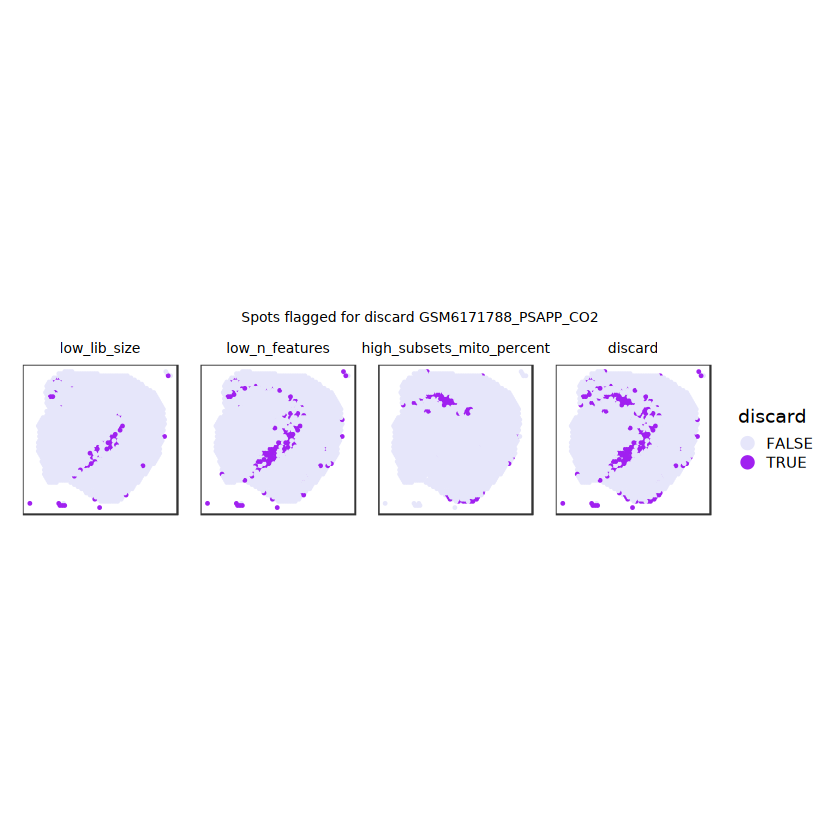 Spots flagged for discard GSM6171788_PSAPP_CO2
low_lib_size
low_n_features
high_subsets_mito_percent
discard
discard
FALSE
TRUE